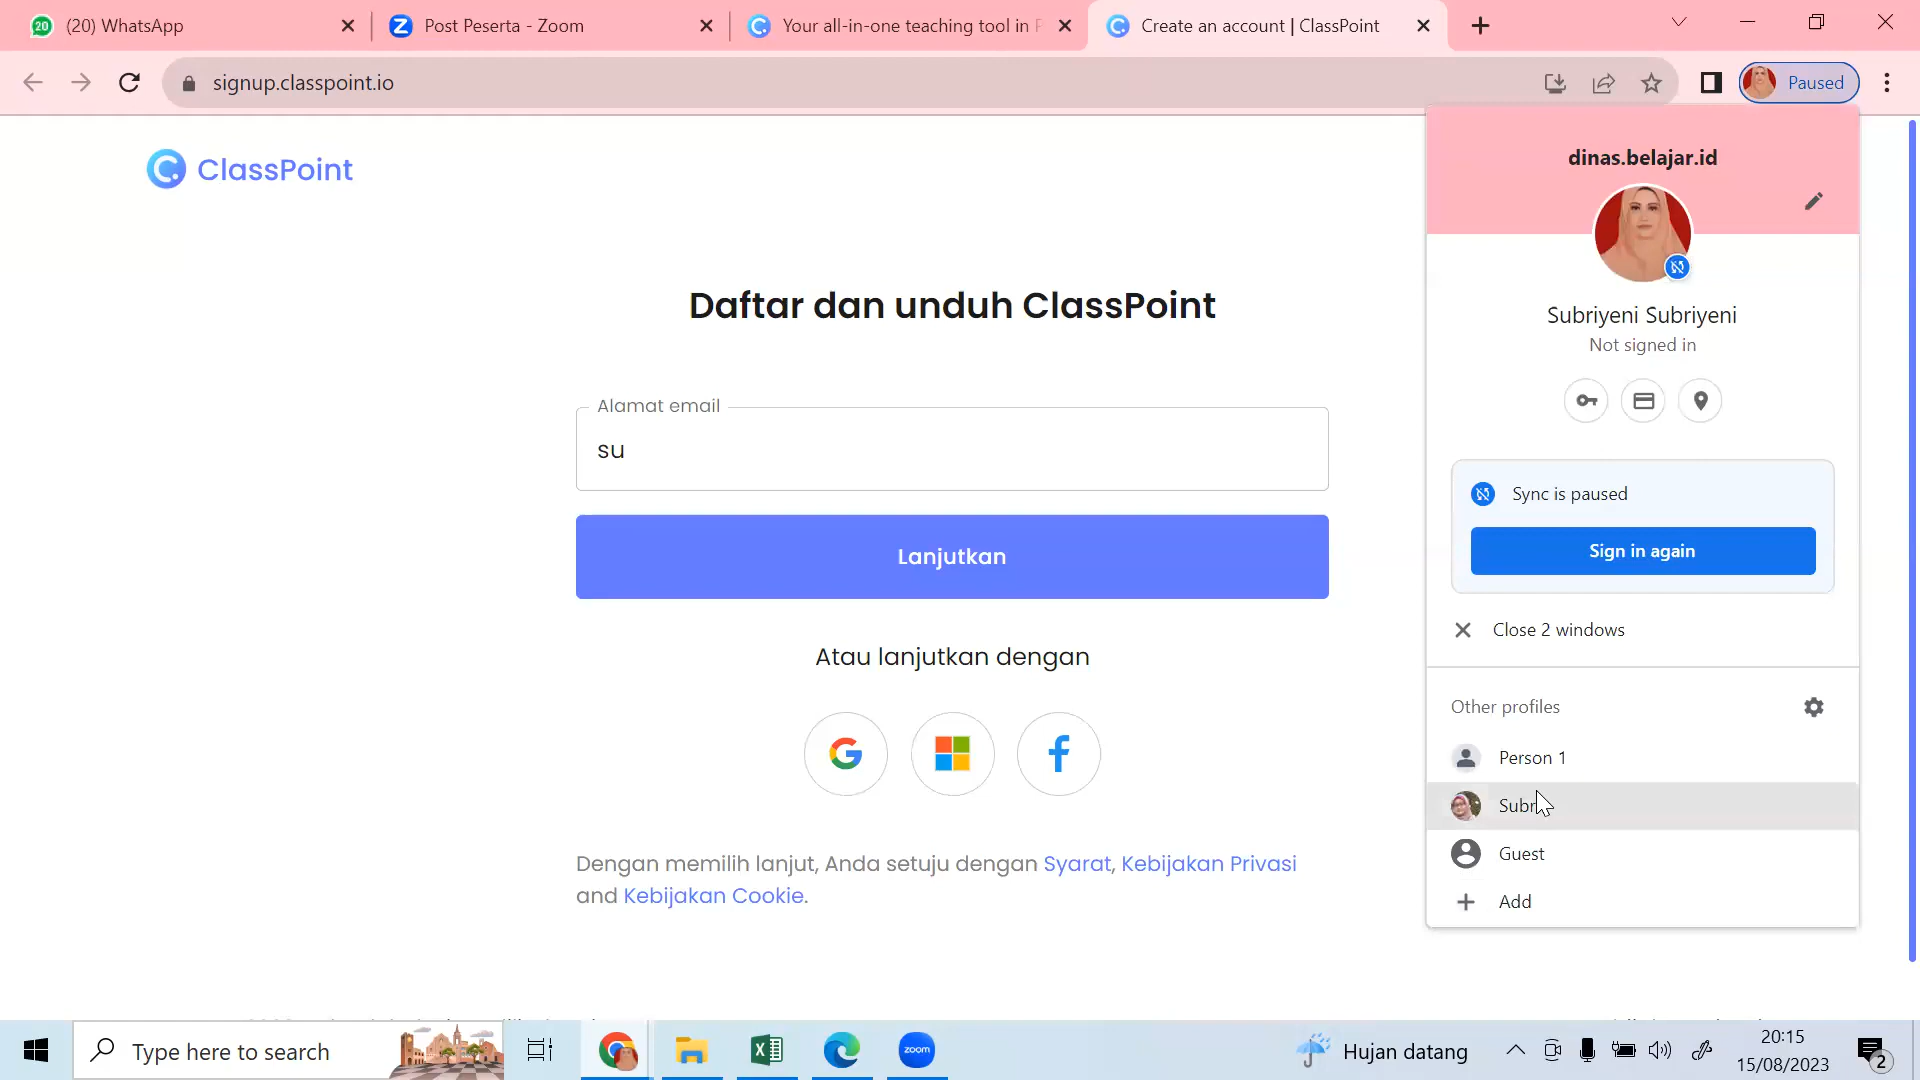 (20) WhatsApp
Post Peserta - Zoom
Your all-in-one teaching tool in
Create an account | ClassPoint
signup.classpoint.io
Paused
ClassPoint
Daftar dan unduh ClassPoint
Alamat email
su
Lanjutkan
Atau lanjutkan dengan
Dengan memilih lanjut, Anda setuju dengan Syarat, Kebijakan Privasi
and Kebijakan Cookie.
dinas.belajar.id
Subriyeni Subriyeni
Not signed in
Sync is paused
Sign in again
Close 2 windows
Other profiles
Person 1
Subr
Guest
Add
Type here to search
zoom
Hujan datang
20:15
15/08/2023
2